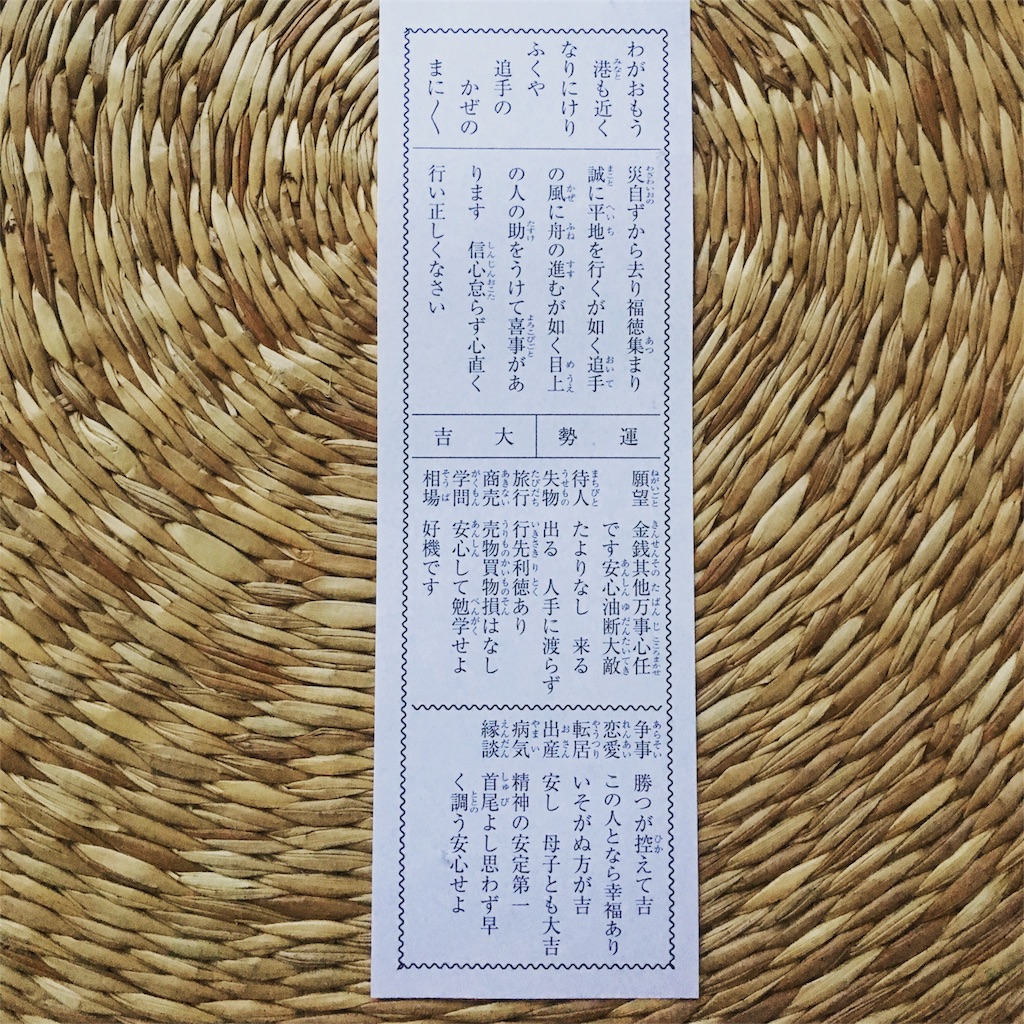 わがおもう
港も近く
なりにけり
ふくや
追手の
かぜの
まに〱
災自ずから去り福徳集まり
誠に平地を行くが如く追手
の風に舟の進むが如く目上
の人の助をうけて喜事があ
ります　信心怠らず心直く
行い正しくなさい
運勢　大吉
願望　金銭其他万事心任
です安心油断大敵
待人　たよりなし　来る
失物　出る　人手に渡らず
旅行　行先利徳あり
商売　売物買物損はなし
学問　安心して勉学せよ
相場　好機です
争事　勝つが控えて吉
恋愛　この人となら幸福あり
転居　いそがぬ方が吉
出産　安し　母子とも大吉
病気　精神の安定第一
縁談　首尾よし思わず早
く調う安心せよ